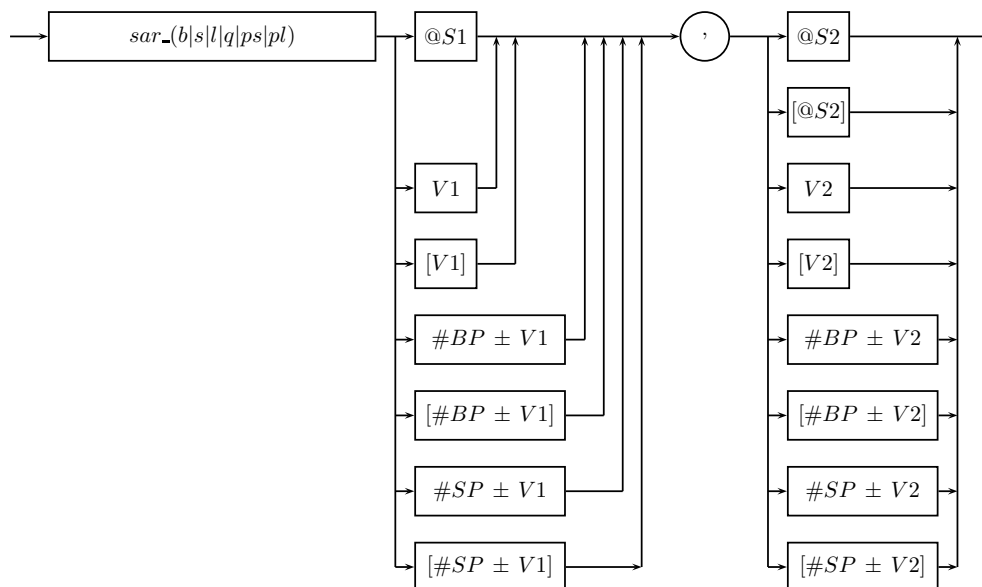 sar_(b|s|l|q|ps|pl) @S1 , @S2
[@S2]
V1 V2
[V1] [V2]
#BP ± V1 #BP ± V2
[#BP ± V1] [#BP ± V2]
#SP ± V1 #SP ± V2
[#SP ± V1] [#SP ± V2]